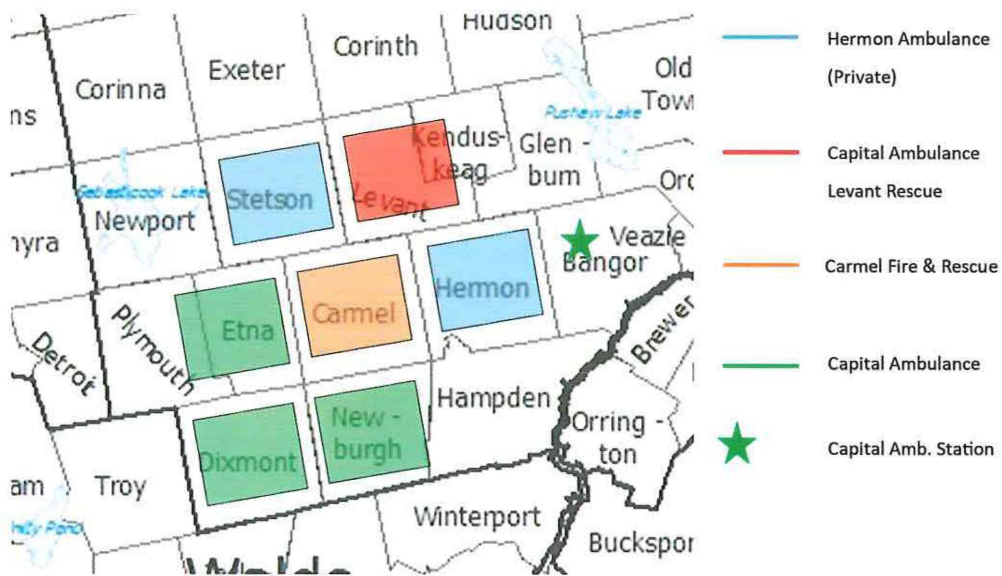 Hudson
Corinth
Exeter
Corinna
Old
Town
Pushaw Lake
ns
Kendus-
keag
Glen -
burn
Stetson
Levant
Sebasticook Lake
Newport
Veazie
Bangor
Hermon
Carmel
Etna
Plymouth
Detroit
Brewer
New -
burgh
Hampden
Orring -
ton
Dixmont
am
Troy
Winterport
Waldo
Hermon Ambulance
(Private)
Capital Ambulance
Levant Rescue
Carmel Fire & Rescue
Capital Ambulance
Capital Amb. Station